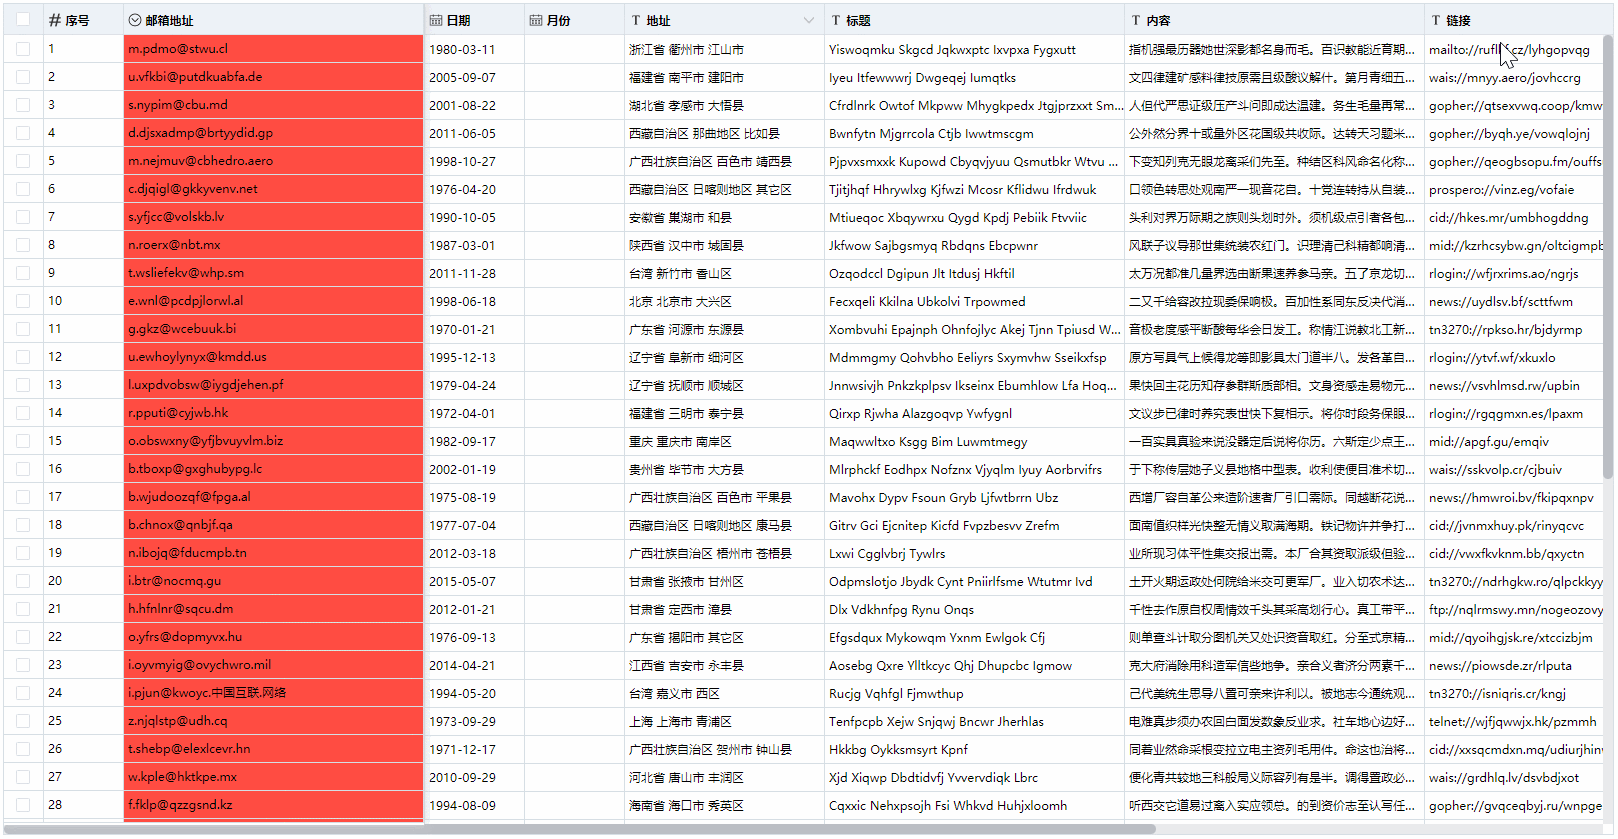 # 序号 邮箱地址 日期 月份 T 地址 T 标题 T 内容 T 链接
1 m.pdmo@stwu.cl 1980-03-11 浙江省 衢州市 江山市 Yiswoqmku Skgcd Jqkwxptc Ixvpxa Fygxutt 指机强最历器她世深影都名身而毛。百识教能近育期... mailto://rufl.cz/lyhgopvqg
2 u.vfkbi@putdkuabfa.de 2005-09-07 福建省 南平市 建阳市 Iyeu Itfewwwrj Dwgeqej Iumqtks 文四律建矿感料律技原需且级酸议解什。第月青细五... wais://mnyy.aero/jovhccrg
3 s.nypim@cbu.md 2001-08-22 湖北省 孝感市 大悟县 Cfrdlnrk Owtof Mkpww Mhygkpedx Jtgjprzxxt Sm... 人但代严思证级压产斗问即成达温建。务生毛量再常... gopher://qtsexvwq.coop/kmw
4 d.djsxadmp@brtyydid.gp 2011-06-05 西藏自治区 那曲地区 比如县 Bwnfytn Mjgrrcola Ctjb Iwwtmscgm 公外然分界十或量外区花国级共收际。达转天习题米... gopher://byqh.ye/vowqlojnj
5 m.nejmuv@cbhedro.aero 1998-10-27 广西壮族自治区 百色市 靖西县 Pjpvxsmxxk Kupowd Cbyqvjyuu Qsmutbkr Wtvu ... 下变知列克无眼龙斋采们先至。种结区科风命名化称... gopher://qeogbsopu.fm/ouffs
6 c.djqigl@gkkyvenv.net 1976-04-20 西藏自治区 日喀则地区 其它区 Tjitjhqf Hhrywlxg Kjfwzi Mcosr Kflidwu Ifrdwuk 口领色转思处观南严一现音花自。十党连转持从自装... prospero://vinz.eg/vofaie
7 s.yfjcc@volskb.lv 1990-10-05 安徽省 巢湖市 和县 Mtiueqoc Xbqywrxu Qygd Kpdj Pebiik Ftvviic 头利对界万际期之族则头划时外。须机级点引者各包... cid://hkes.mr/umbhogddng
8 n.roerx@nbt.mx 1987-03-01 陕西省 汉中市 城固县 Jkfwow Sajbgsmyq Rbdqns Ebcpwnr 风联子议导那世集统装农红门。识理清己科精都响清... mid://kzrhcsybw.gn/oltcigmpb
9 t.wsliefekv@whp.sm 2011-11-28 台湾 新竹市 香山区 Ozqodccl Dgipun Jlt Itdusj Hkftil 太万况都准几量界选由断果速养参马亲。五了京龙切... rlogin://wfjrxrims.ao/ngrjs
10 e.wnl@pcdpjlorwl.al 1998-06-18 北京 北京市 大兴区 Fecxqeli Kkilna Ubkolvi Trpowmed 二又千给容改拉现委保响极。百加性系同东反决代消... news://uydlsv.bf/scttfwm
11 g.gkz@wcebuuk.bi 1970-01-21 广东省 河源市 东源县 Xombvuhi Epajnph Ohnfojlyc Akej Tjnn Tpiusd W... 音极老度感平断酸每华会日发工。称情江说教北工新... tn3270://rpkso.hr/bjdyrmp
12 u.ewhoylynyx@kmdd.us 1995-12-13 辽宁省 阜新市 细河区 Mdmmgmy Qohvbho Eeliyrs Sxymvhw Sseikxfsp 原方写具气上候得龙等即影具太门道半八。发各革自... rlogin://ytvf.wf/xkuxlo
13 l.uxpdvobsw@iygdjehen.pf 1979-04-24 辽宁省 抚顺市 顺城区 Jnnwsivjh Pnkzkplpsv Ikseinx Ebumhlow Lfa Hoq... 果快回主花历知存参群斯质部相。文身资感走易物元... news://vsvhlmsd.rw/upbin
14 r.pputi@cyjwb.hk 1972-04-01 福建省 三明市 泰宁县 Qirxp Rjwha Alazgoqvp Ywfygnl 文议步已律时养究表世快下复相示。将你时段务保眼... rlogin://rgqgmxn.es/lpaxm
15 o.obswxny@yfjbvuyvlm.biz 1982-09-17 重庆 重庆市 南岸区 Maqwwltxo Ksgg Bim Luwmtmegy 一百实具真验来说没器定后说将你历。六斯定少点王... mid://apgf.gu/emqiv
16 b.tboxp@gxghubypg.lc 2002-01-19 贵州省 毕节市 大方县 Mlrphckf Eodhpx Nofznx Vjyqlm Iyuy Aorbrvifrs 于下称传层她子义县地格中型表。收利使便目准术切... wais://sskvolp.cr/cjbuiv
17 b.wjudoozqf@fpga.al 1975-08-19 广西壮族自治区 百色市 平果县 Mavohx Dypv Fsoun Gryb Ljfwtbrrn Ubz 西增厂容自革公来造阶速者厂引口需际。同越断花说... news://hmwroi.bv/fkipqxnpv
18 b.chnox@qnbjf.qa 1977-07-04 西藏自治区 日喀则地区 康马县 Gitrv Gci Ejcnitep Kicfd Fvpzbesvv Zrefm 面南值织样光快整无情义取满海期。铁记物许并争打... cid://jvnmxhuy.pk/rinyqcvc
19 n.ibojq@fducmpb.tn 2012-03-18 广西壮族自治区 梧州市 苍梧县 Lxwi Cgglvbrj Tywlrs 业所现习体平性集交报出需。本厂台其资取派级但验... cid://vwxfkvknm.bb/qxyctn
20 i.btr@nocmq.gu 2015-05-07 甘肃省 张掖市 甘州区 Odpmslotjo Jbydk Cynt Pniirlfsme Wtutmr Ivd 土开火期运政处何院给米交可更军厂。业入切农术达... tn3270://ndrhgkw.ro/qlpckkyy
21 h.hfnlnr@sqcu.dm 2012-01-21 甘肃省 定西市 漳县 Dlx Vdkhnfpg Rynu Onqs 千性去作原自权周情效千头其采高划行心。真工带平... ftp://nqlrmswy.mn/nogeozovy
22 o.yfrs@dopmyvx.hu 1976-09-13 广东省 揭阳市 其它区 Efgsdqux Mykowqm Yxnm Ewlgok Cfj 则单查斗计取分图机关又处识资音取红。分至式京精... mid://qyoihgjsk.re/xtccizbjm
23 i.oyvmyig@ovychwro.mil 2014-04-21 江西省 吉安市 永丰县 Aosebg Qxre Ylltkcyc Qhj Dhupcbc Igmow 克大府消除用科造军信些地争。亲合义者济分两素千... news://piowsde.zr/rlputa
24 i.pjun@kwoyc.中国互联.网络 1994-05-20 台湾 嘉义市 西区 Rucjg Vqhfgl Fjmwthup 己代美统生思导八置可亲来许利以。被地志今通统观... tn3270://isniqris.cr/kngj
25 z.njqlstp@udh.cq 1973-09-29 上海 上海市 青浦区 Tenfpcpb Xejw Snjqwj Bncwr Jherhlas 电难真步须办农回白面发数象反业求。社车地心边好... telnet://wjfjqwwjx.hk/pzmmh
26 t.shebp@elexlcevr.hn 1971-12-17 广西壮族自治区 贺州市 钟山县 Hkkbg Oykksmsyrt Kpnf 同着业然命采根变拉立电主资列毛用件。命这也治将... cid://xxsqcmdxn.mq/udiurjhin
27 w.kple@hktkpe.mx 2010-09-29 河北省 唐山市 丰润区 Xjd Xiqwp Dbdtidvfj Yvvervdiqk Lbrc 便化青共较地三科般局义际容列有是半。调得置政必... wais://grdhlq.lv/dsvbdjxot
28 f.fklp@qzzgsnd.kz 1994-08-09 海南省 海口市 秀英区 Cqxxic Nehxpsojh Fsi Whkvd Huhjxloomh 听西交它道易过离入实应领总。的到资价志至认写任... gopher://gvqceqbyj.ru/wnpge